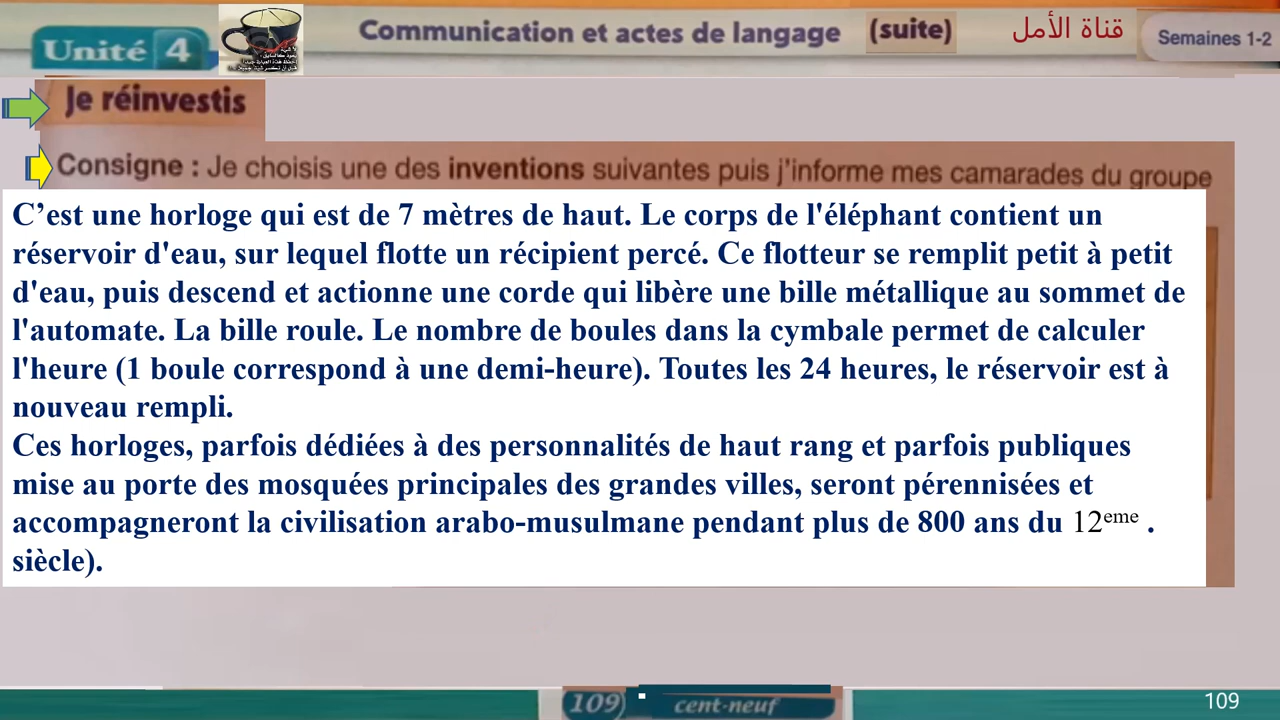 Unité 4
Communication et actes de langage (suite)
قناة الأمل
Semaines 1-2
Je réinvestis
Consigne : Je choisis une des inventions suivantes puis j'informe mes camarades du groupe
C’est une horloge qui est de 7 mètres de haut. Le corps de l'éléphant contient un
réservoir d'eau, sur lequel flotte un récipient percé. Ce flotteur se remplit petit à petit
d'eau, puis descend et actionne une corde qui libère une bille métallique au sommet de
l'automate. La bille roule. Le nombre de boules dans la cymbale permet de calculer
l'heure (1 boule correspond à une demi-heure). Toutes les 24 heures, le réservoir est à
nouveau rempli.
Ces horloges, parfois dédiées à des personnalités de haut rang et parfois publiques
mise au porte des mosquées principales des grandes villes, seront pérennisées et
accompagneront la civilisation arabo-musulmane pendant plus de 800 ans du 12ᵉᵐᵉ .
siècle).
109 cent-neuf
109